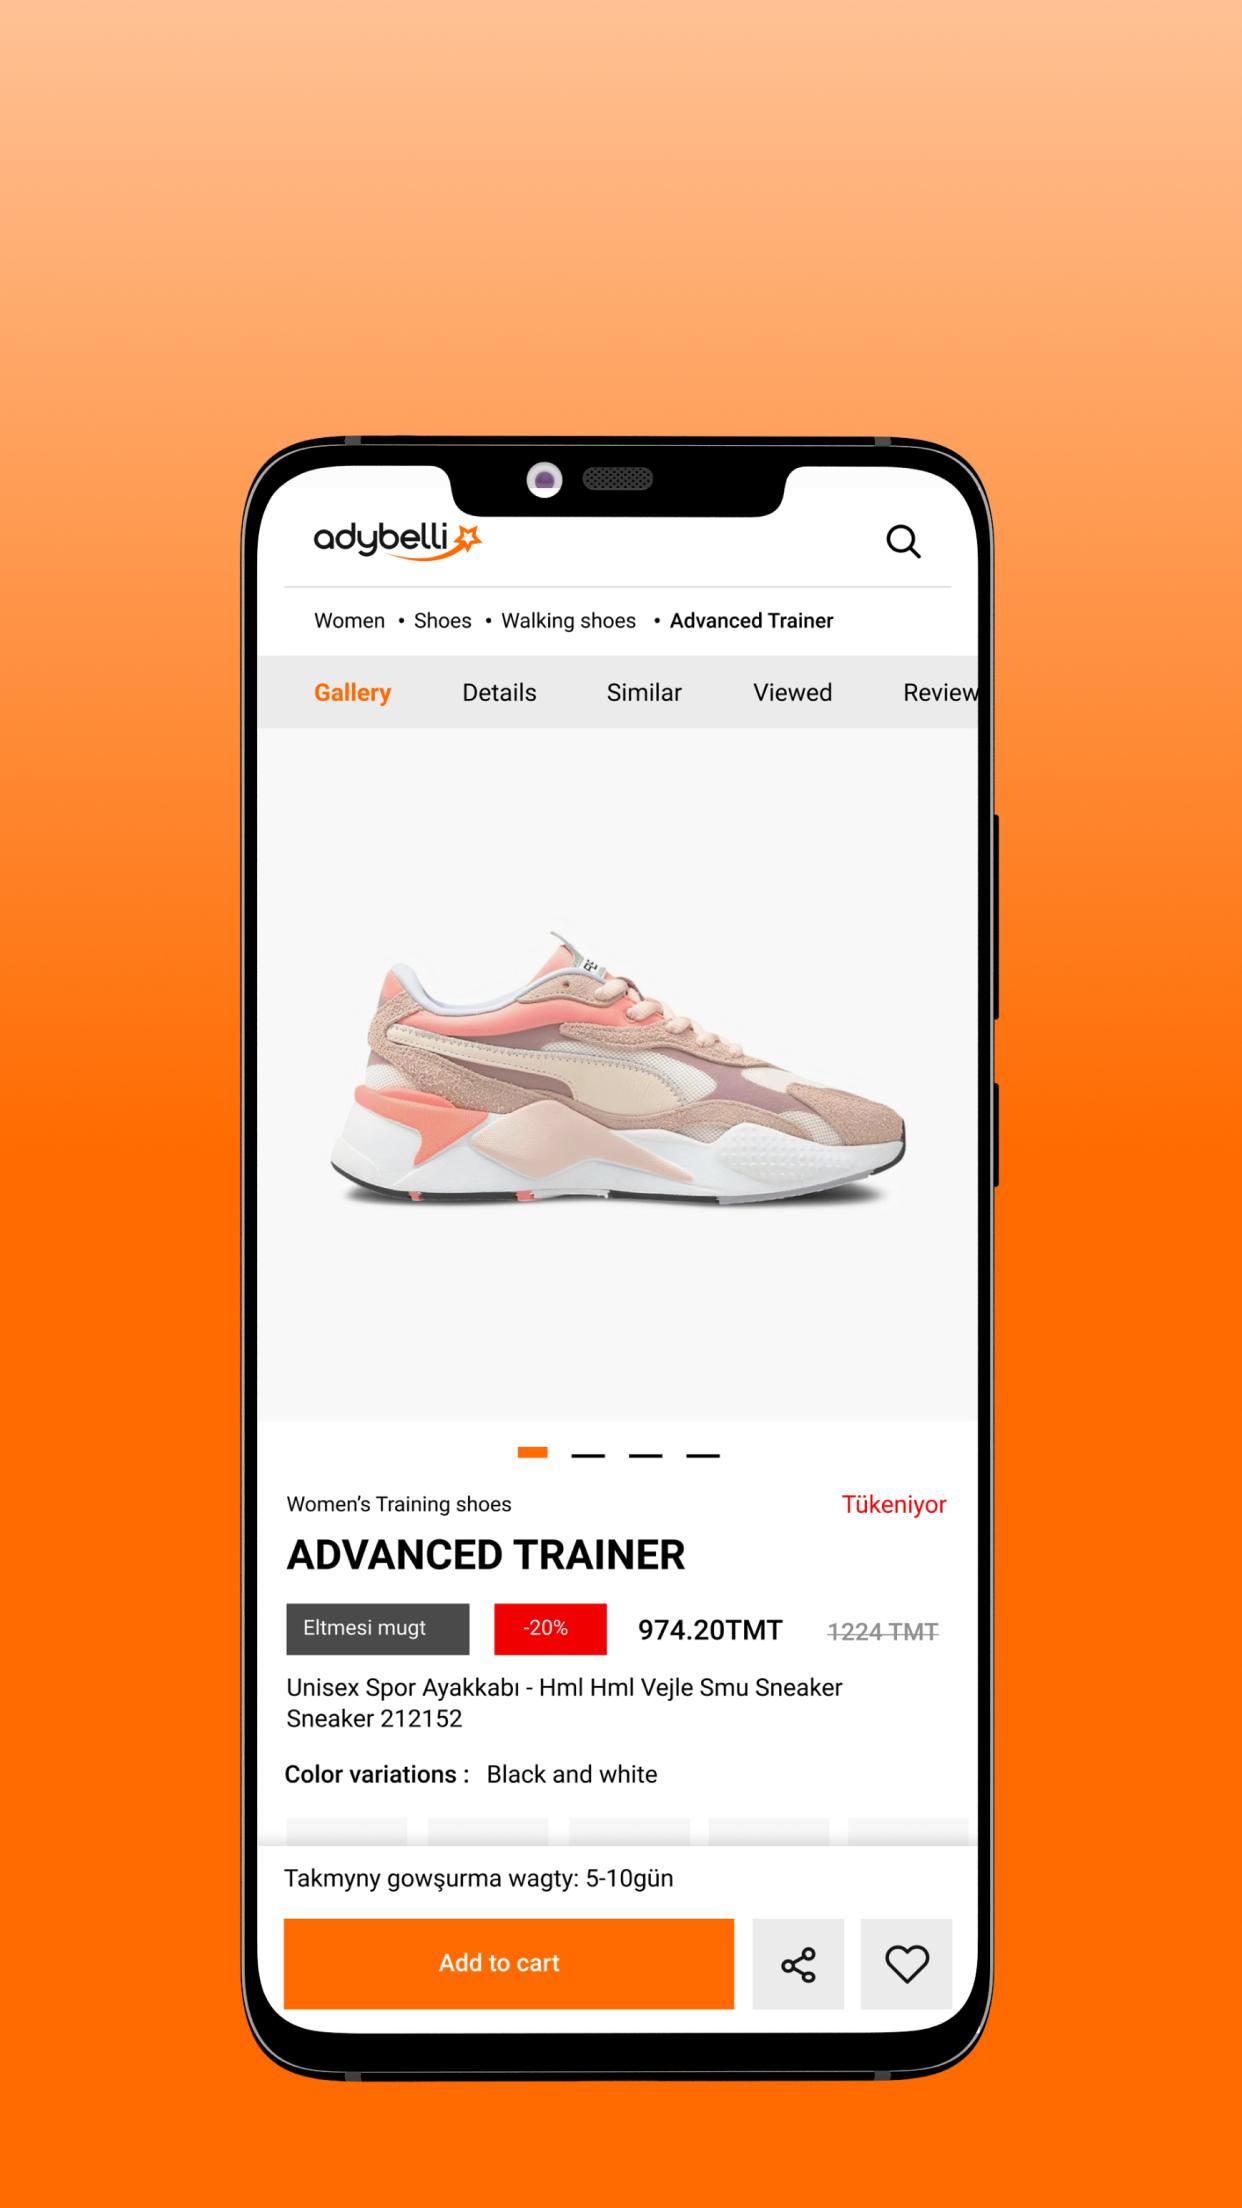 adybelli
Women • Shoes • Walking shoes • Advanced Trainer
Gallery Details Similar Viewed Review
Women's Training shoes Tükeniyor
ADVANCED TRAINER
Eltmesi mugt -20% 974.20TMT 1224 TMT
Unisex Spor Ayakkabı - Hml Hml Vejle Smu Sneaker
Sneaker 212152
Color variations : Black and white
Takmyny gowşurma wagty: 5-10gün
Add to cart